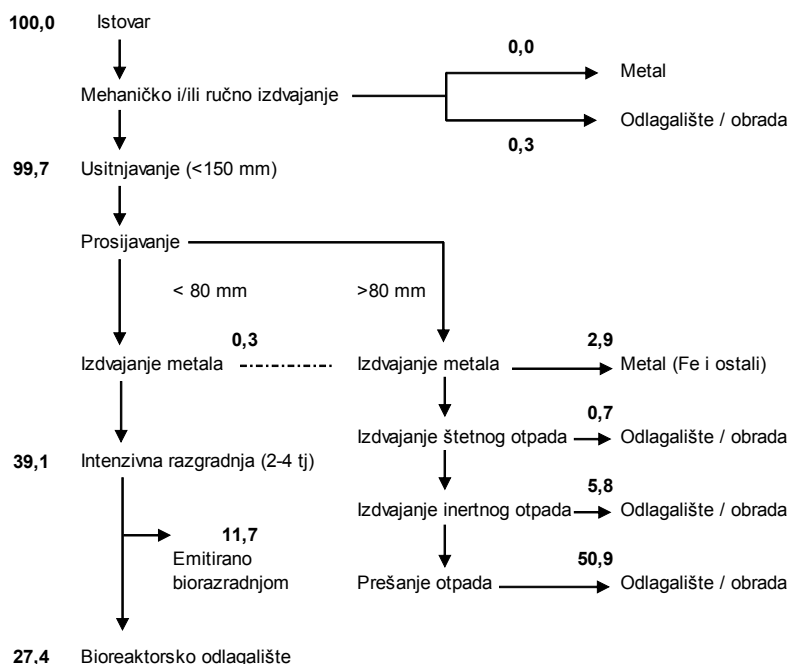 100,0 Istovar
0,0
Metal
Mehaničko i/ili ručno izdvajanje
Odlagalište / obrada
0,3
99,7 Usitnjavanje (<150 mm)
Prosijavanje
< 80 mm >80 mm
0,3 2,9
Izdvajanje metala Izdvajanje metala Metal (Fe i ostali)
0,7
Izdvajanje štetnog otpada Odlagalište / obrada
39,1 Intenzivna razgradnja (2-4 tj)
5,8
Izdvajanje inertnog otpada Odlagalište / obrada
11,7
Emitirano
biorazradnjom
50,9
Prešanje otpada Odlagalište / obrada
27,4 Bioreaktorsko odlagalište